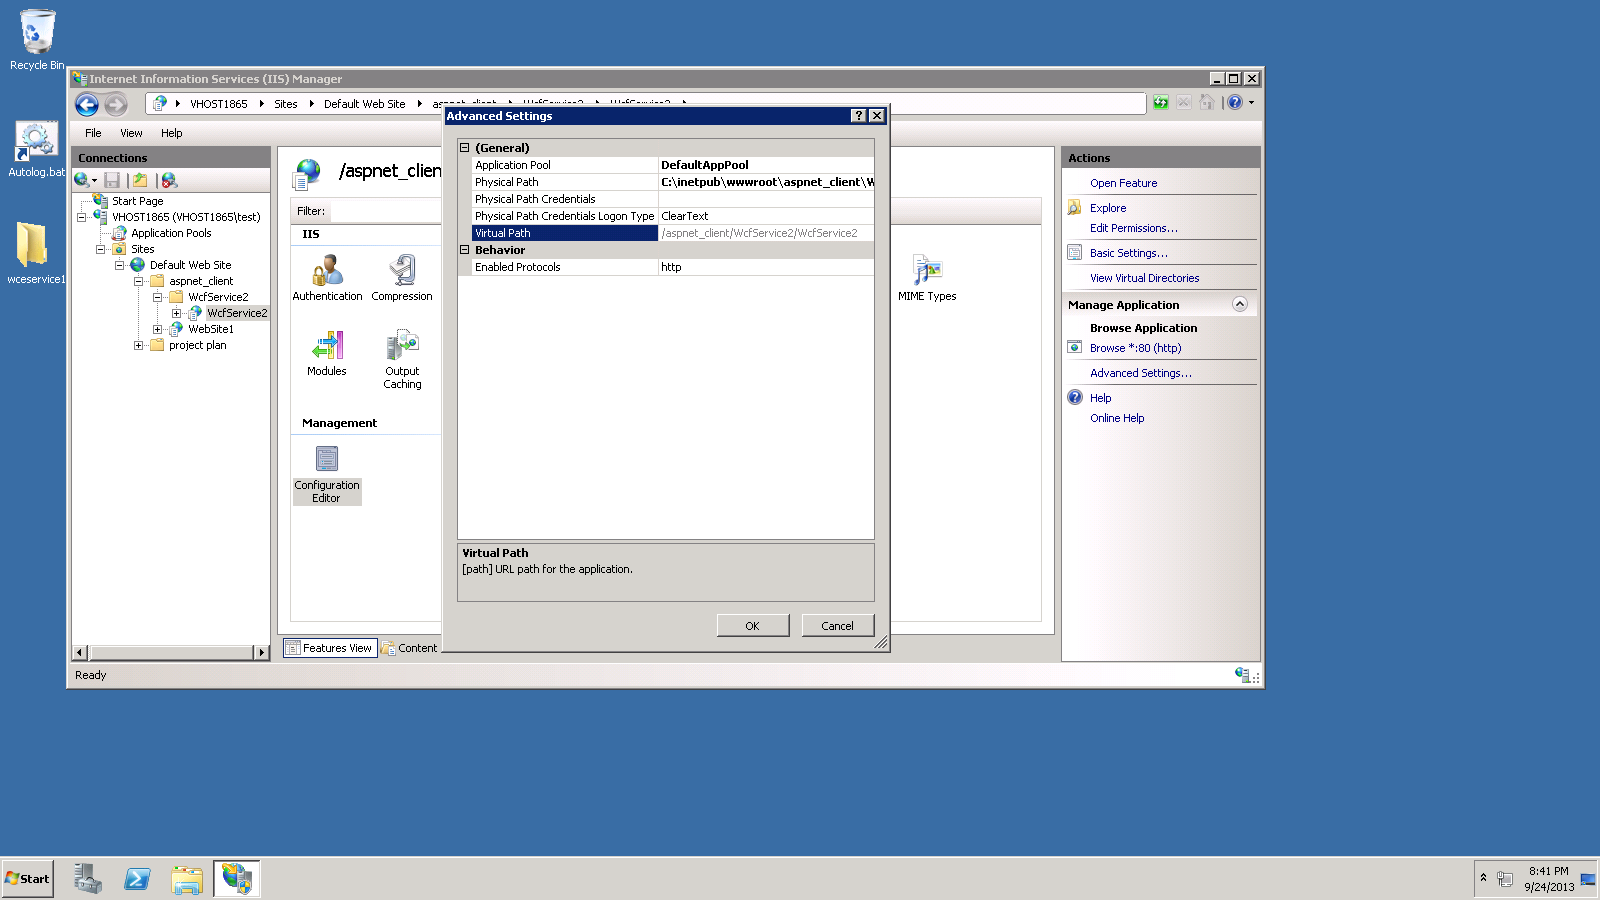 Recycle Bin
Autolog.bat
wceservice1
Internet Information Services (IIS) Manager
VHOST1865
Sites
Default Web Site
File
View
Help
Connections
Start Page
VHOST1865 (VHOST1865\test)
Application Pools
Sites
Default Web Site
aspnet_client
WcfService2
WcfService2
WebSite1
project plan
/aspnet_clien
Filter:
IIS
Authentication
Compression
MIME Types
Modules
Output
Caching
Management
Configuration
Editor
Features View
Content
Ready
Advanced Settings
(General)
Application Pool DefaultAppPool
Physical Path C:\inetpub\wwwroot\aspnet_client\W
Physical Path Credentials
Physical Path Credentials Logon Type ClearText
Virtual Path /aspnet_client/WcfService2/WcfService2
Behavior
Enabled Protocols http
Virtual Path
[path] URL path for the application.
OK
Cancel
Actions
Open Feature
Explore
Edit Permissions...
Basic Settings...
View Virtual Directories
Manage Application
Browse Application
Browse *:80 (http)
Advanced Settings...
Help
Online Help
Start
8:41 PM
9/24/2013